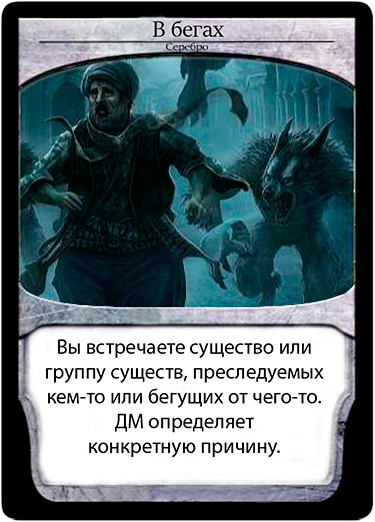 В бегах
Серебро
Вы встречаете существо или
группу существ, преследуемых
кем-то или бегущих от чего-то.
ДМ определяет
конкретную причину.